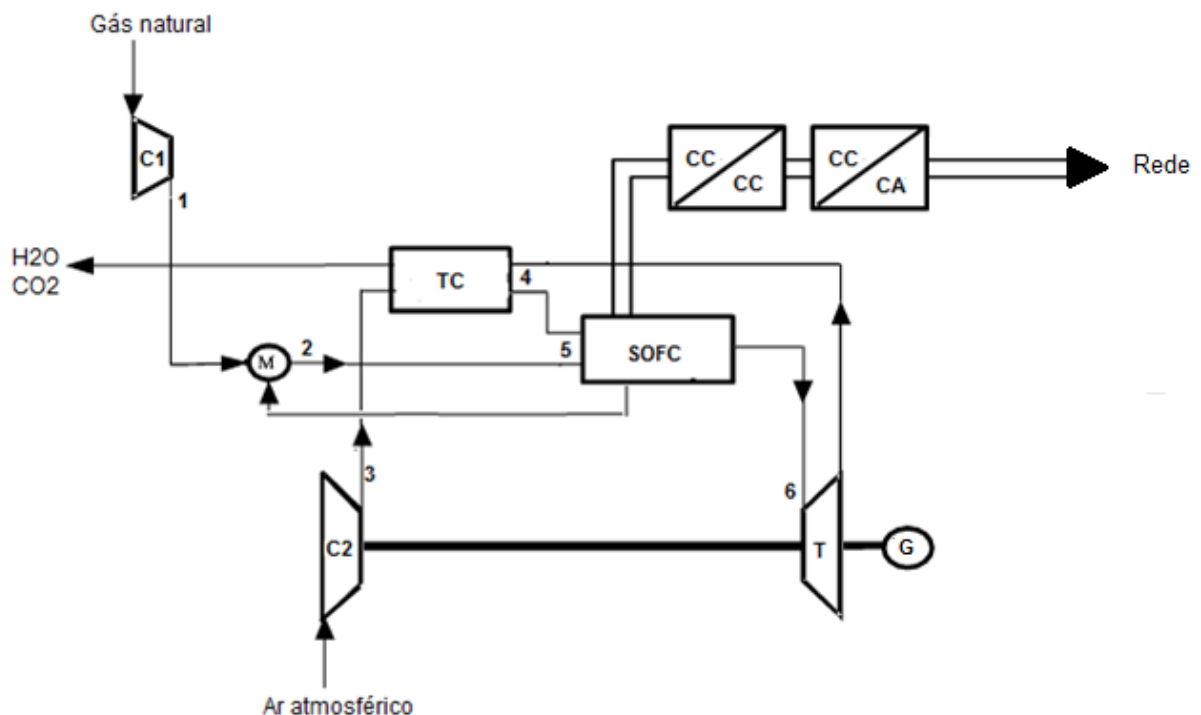 Gás natural
C1
1
CC
CC
CC
CA
Rede
H2O
CO2
TC
4
M
2
5
SOFC
3
6
C2
T
G
Ar atmosférico